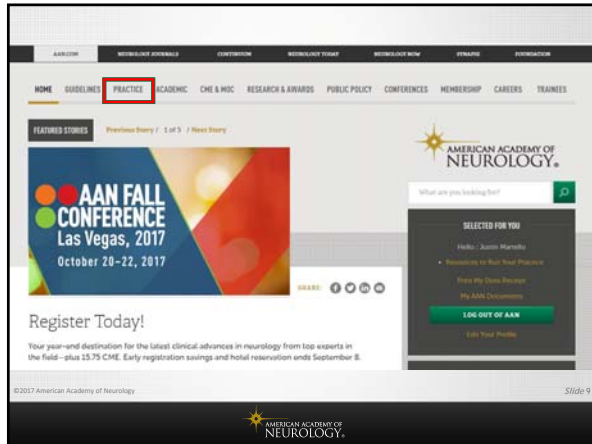 AAN.COM NEUROLOGY JOURNALS CONTINUUM NEUROLOGY TODAY NEUROLOGY NOW SYNAPSE FOUNDATION
HOME GUIDELINES PRACTICE ACADEMIC CME & MOC RESEARCH & AWARDS PUBLIC POLICY CONFERENCES MEMBERSHIP CAREERS TRAINEES
FEATURED STORIES Previous Story / 1 of 5 / Next Story
AMERICAN ACADEMY OF
NEUROLOGY®
What are you looking for?
AAN FALL
CONFERENCE
Las Vegas, 2017
October 20–22, 2017
SELECTED FOR YOU
Hello : Justin Martello
• Resources to Run Your Practice
Print My Dues Receipt
My AAN Documents
LOG OUT OF AAN
Edit Your Profile
SHARE:
Register Today!
Your year-end destination for the latest clinical advances in neurology from top experts in
the field—plus 15.75 CME. Early registration savings and hotel reservation ends September 8.
©2017 American Academy of Neurology
Slide 9
AMERICAN ACADEMY OF
NEUROLOGY®